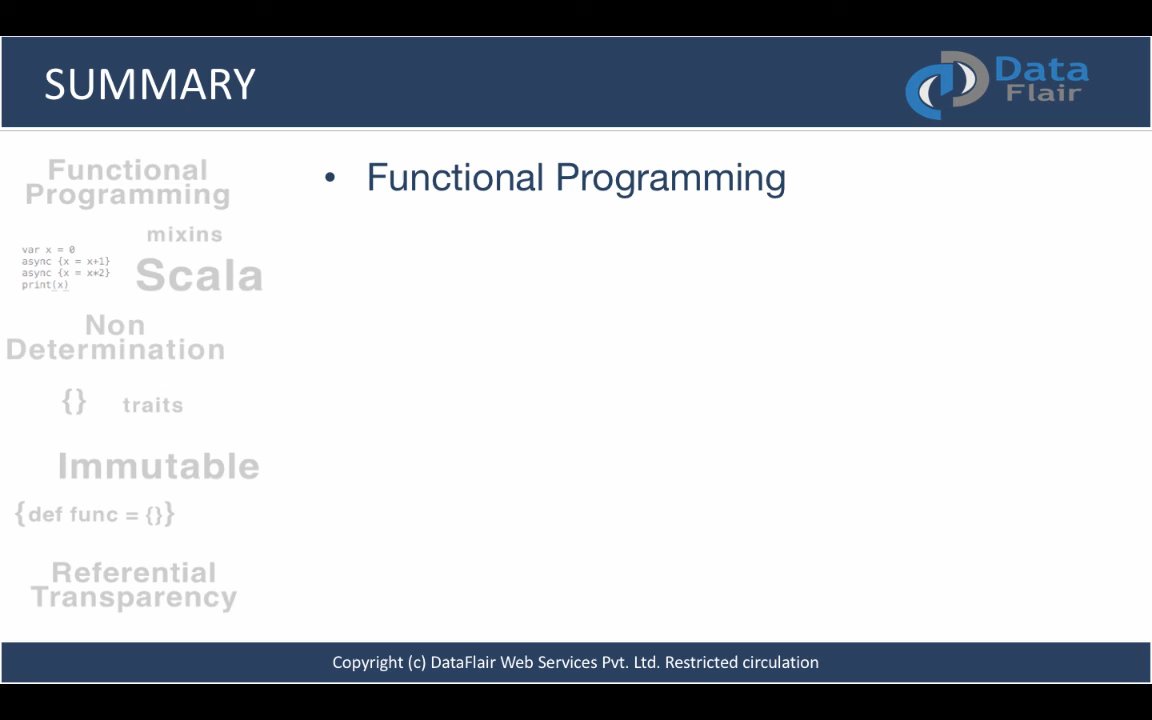 SUMMARY
Data
Flair
Functional
Programming
• Functional Programming
mixins
var x = 0
async {x = x+1}
async {x = x*2}
print(x)
Scala
Non
Determination
{} traits
Immutable
{def func = {}}
Referential
Transparency
Copyright (c) DataFlair Web Services Pvt. Ltd. Restricted circulation